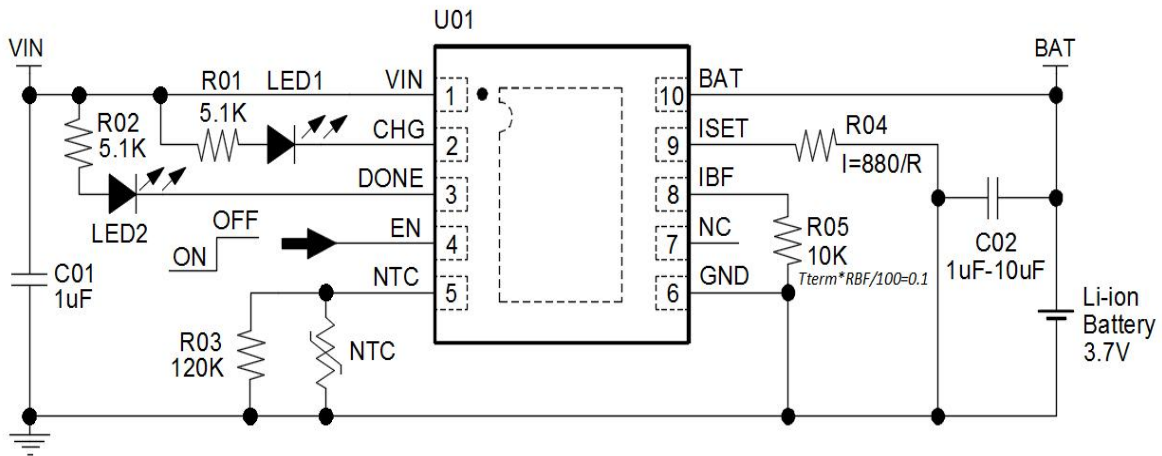 U01
VIN
BAT
R01
5.1K
LED1
VIN
1
10
BAT
R02
5.1K
CHG
2
9
ISET
R04
I=880/R
DONE
3
8
IBF
LED2
OFF
ON
EN
4
7
NC
R05
10K
Tterm*RBF/100=0.1
C02
1uF-10uF
C01
1uF
NTC
5
6
GND
Li-ion
Battery
3.7V
R03
120K
NTC